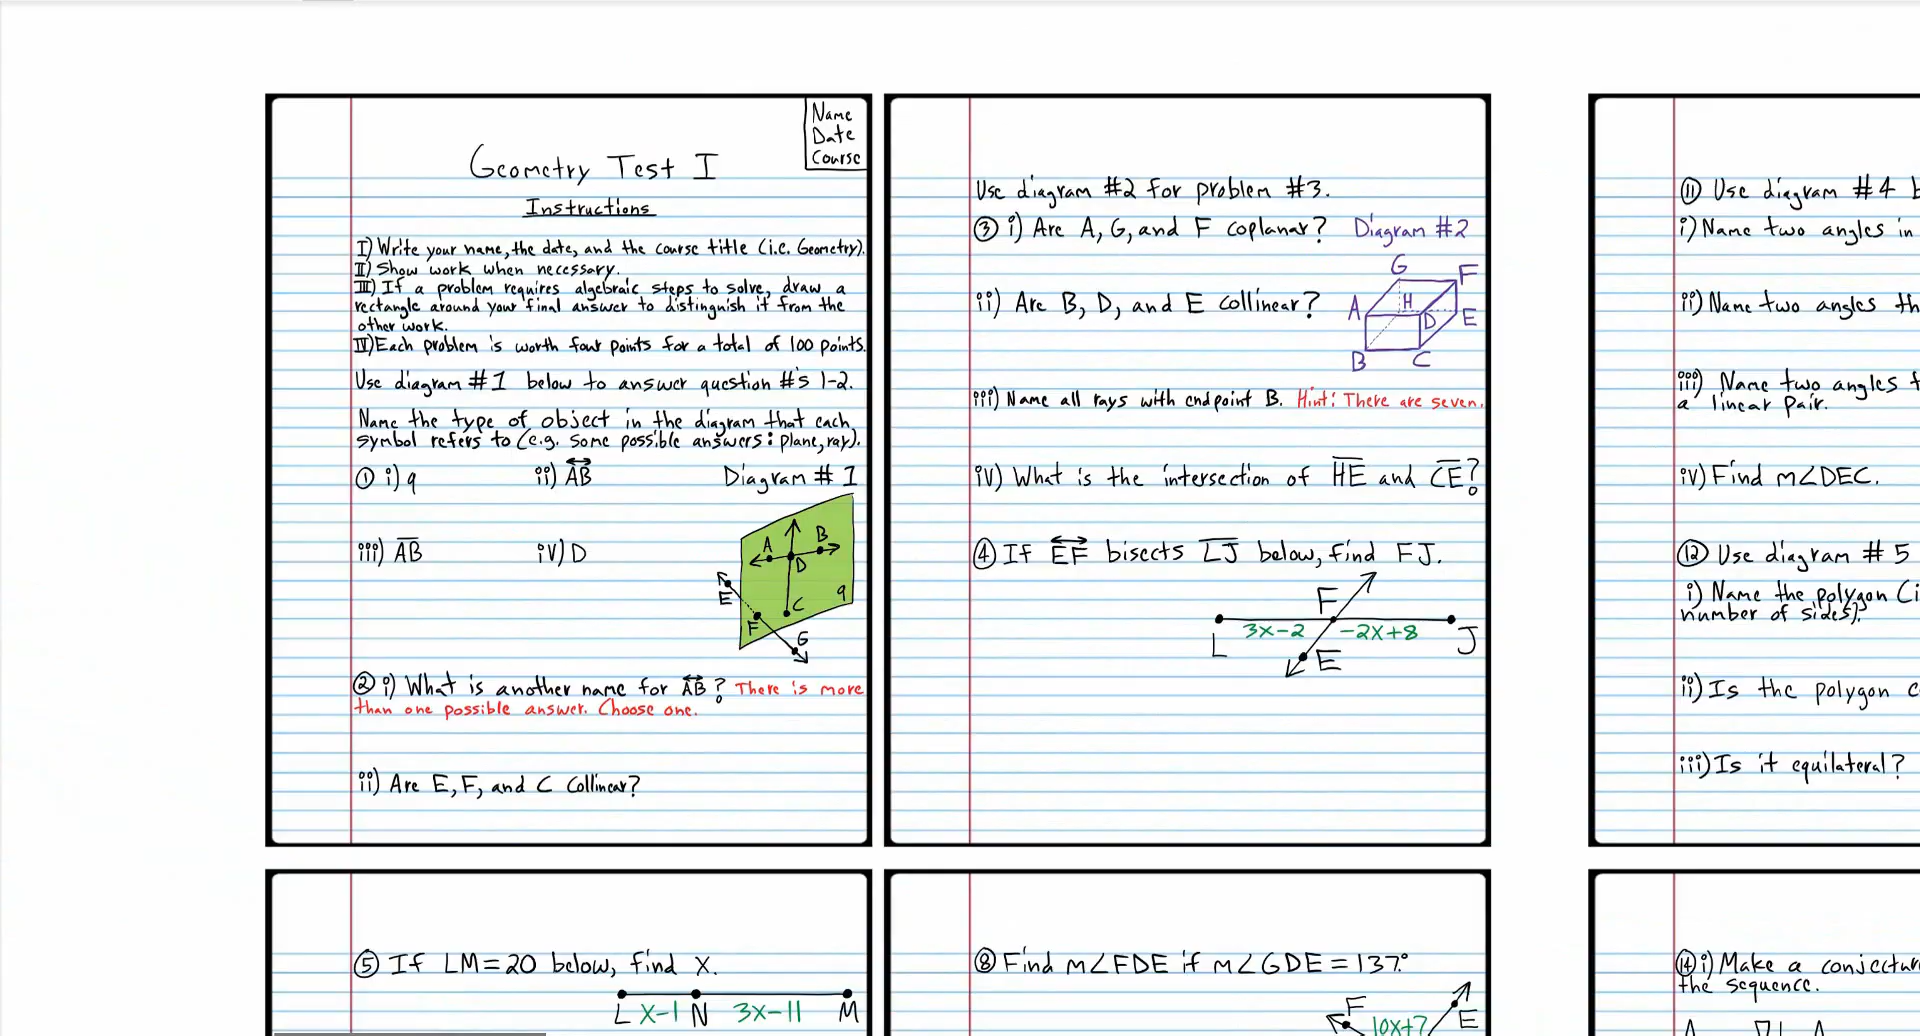 Name
Date
Course
Geometry Test I
Instructions
I) Write your name, the date, and the course title (i.e. Geometry).
II) Show work when necessary.
III) If a problem requires algebraic steps to solve, draw a
rectangle around your final answer to distinguish it from the
other work.
IV) Each problem is worth four points for a total of 100 points.
Use diagram #1 below to answer question #'s 1-2.
Name the type of object in the diagram that each
symbol refers to (e.g. some possible answers: plane, ray).
① i) q ii) A͞B⃡ Diagram #1
iii) A̅B̅ iv) D
A B D E C q F G
② i) What is another name for A͞B⃡? There is more
than one possible answer. Choose one.
ii) Are E, F, and C collinear?
Use diagram #2 for problem #3.
③ i) Are A, G, and F coplanar? Diagram #2
G F
ii) Are B, D, and E collinear? A H D E
B C
iii) Name all rays with endpoint B. Hint: There are seven.
iv) What is the intersection of H̅E̅ and C̅E̅?
④ If E͞F⃡ bisects L̅J̅ below, find FJ.
F
3x-2 -2x+8
L E J
⑤ If LM=20 below, find x.
L x-1 N 3x-11 M
⑧ Find m∠FDE if m∠GDE = 137°
F 10x+7 E
⑪ Use diagram #4
i) Name two angles in
ii) Name two angles
iii) Name two angles
a linear pair.
iv) Find m∠DEC.
⑫ Use diagram #5
i) Name the polygon
number of sides).
ii) Is the polygon
iii) Is it equilateral?
⑭ i) Make a
the sequence.